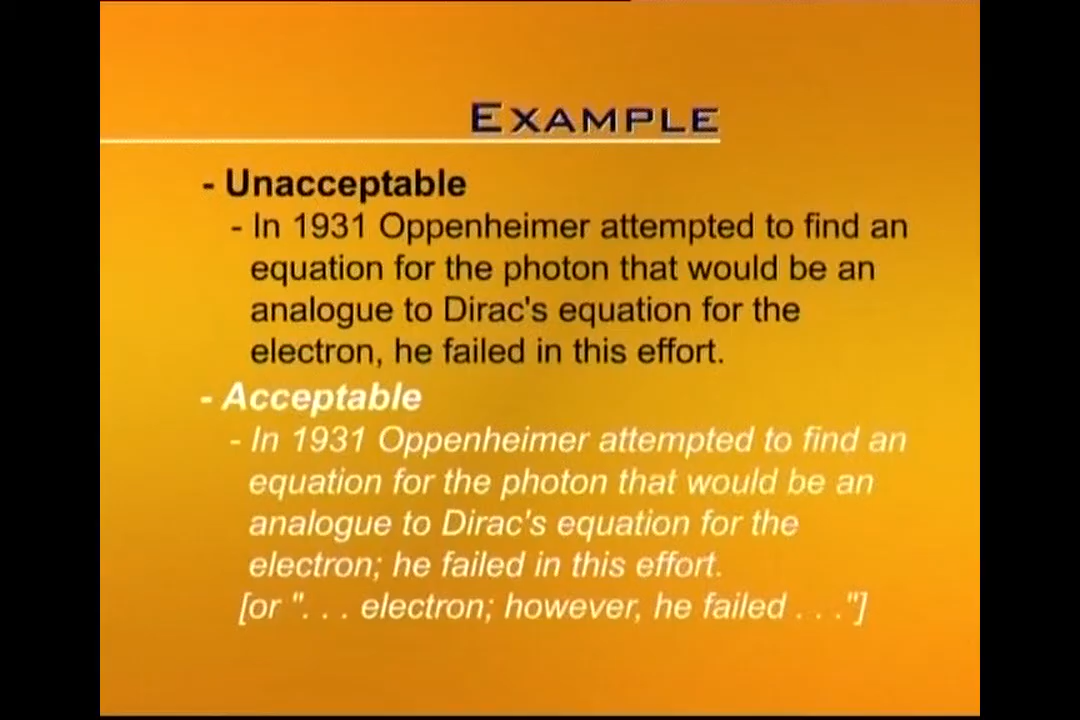 EXAMPLE
- Unacceptable
- In 1931 Oppenheimer attempted to find an
equation for the photon that would be an
analogue to Dirac's equation for the
electron, he failed in this effort.
- Acceptable
- In 1931 Oppenheimer attempted to find an
equation for the photon that would be an
analogue to Dirac's equation for the
electron; he failed in this effort.
[or ". . . electron; however, he failed . . ."]